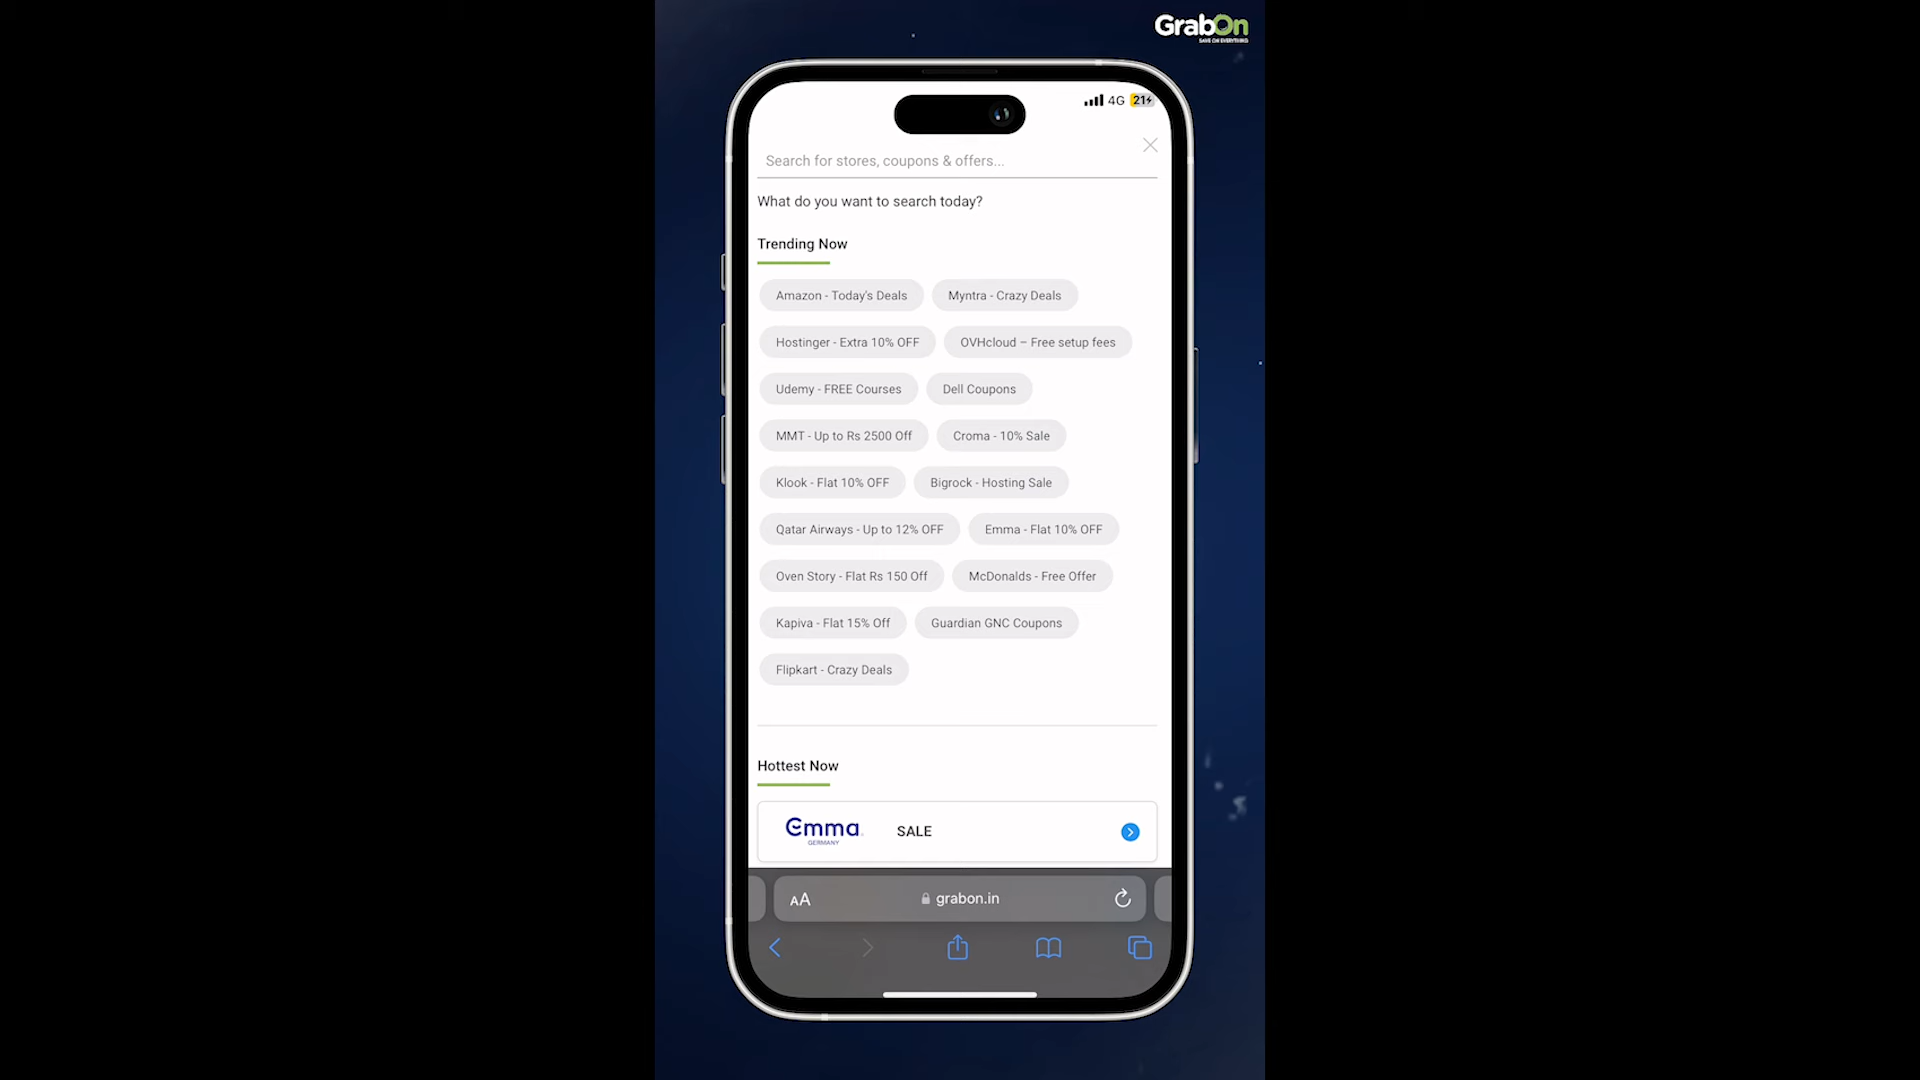 GrabOn
SAVE ON EVERYTHING
4G 21
Search for stores, coupons & offers...
What do you want to search today?
Trending Now
Amazon - Today's Deals
Myntra - Crazy Deals
Hostinger - Extra 10% OFF
OVHcloud – Free setup fees
Udemy - FREE Courses
Dell Coupons
MMT - Up to Rs 2500 Off
Croma - 10% Sale
Klook - Flat 10% OFF
Bigrock - Hosting Sale
Qatar Airways - Up to 12% OFF
Emma - Flat 10% OFF
Oven Story - Flat Rs 150 Off
McDonalds - Free Offer
Kapiva - Flat 15% Off
Guardian GNC Coupons
Flipkart - Crazy Deals
Hottest Now
Emma
GERMANY
SALE
AA
grabon.in